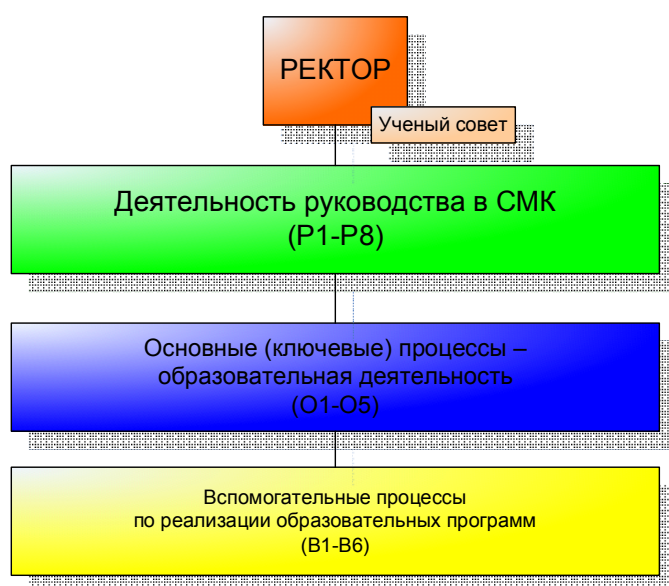 РЕКТОР
Ученый совет
Деятельность руководства в СМК
(Р1-Р8)
Основные (ключевые) процессы –
образовательная деятельность
(О1-О5)
Вспомогательные процессы
по реализации образовательных программ
(В1-В6)